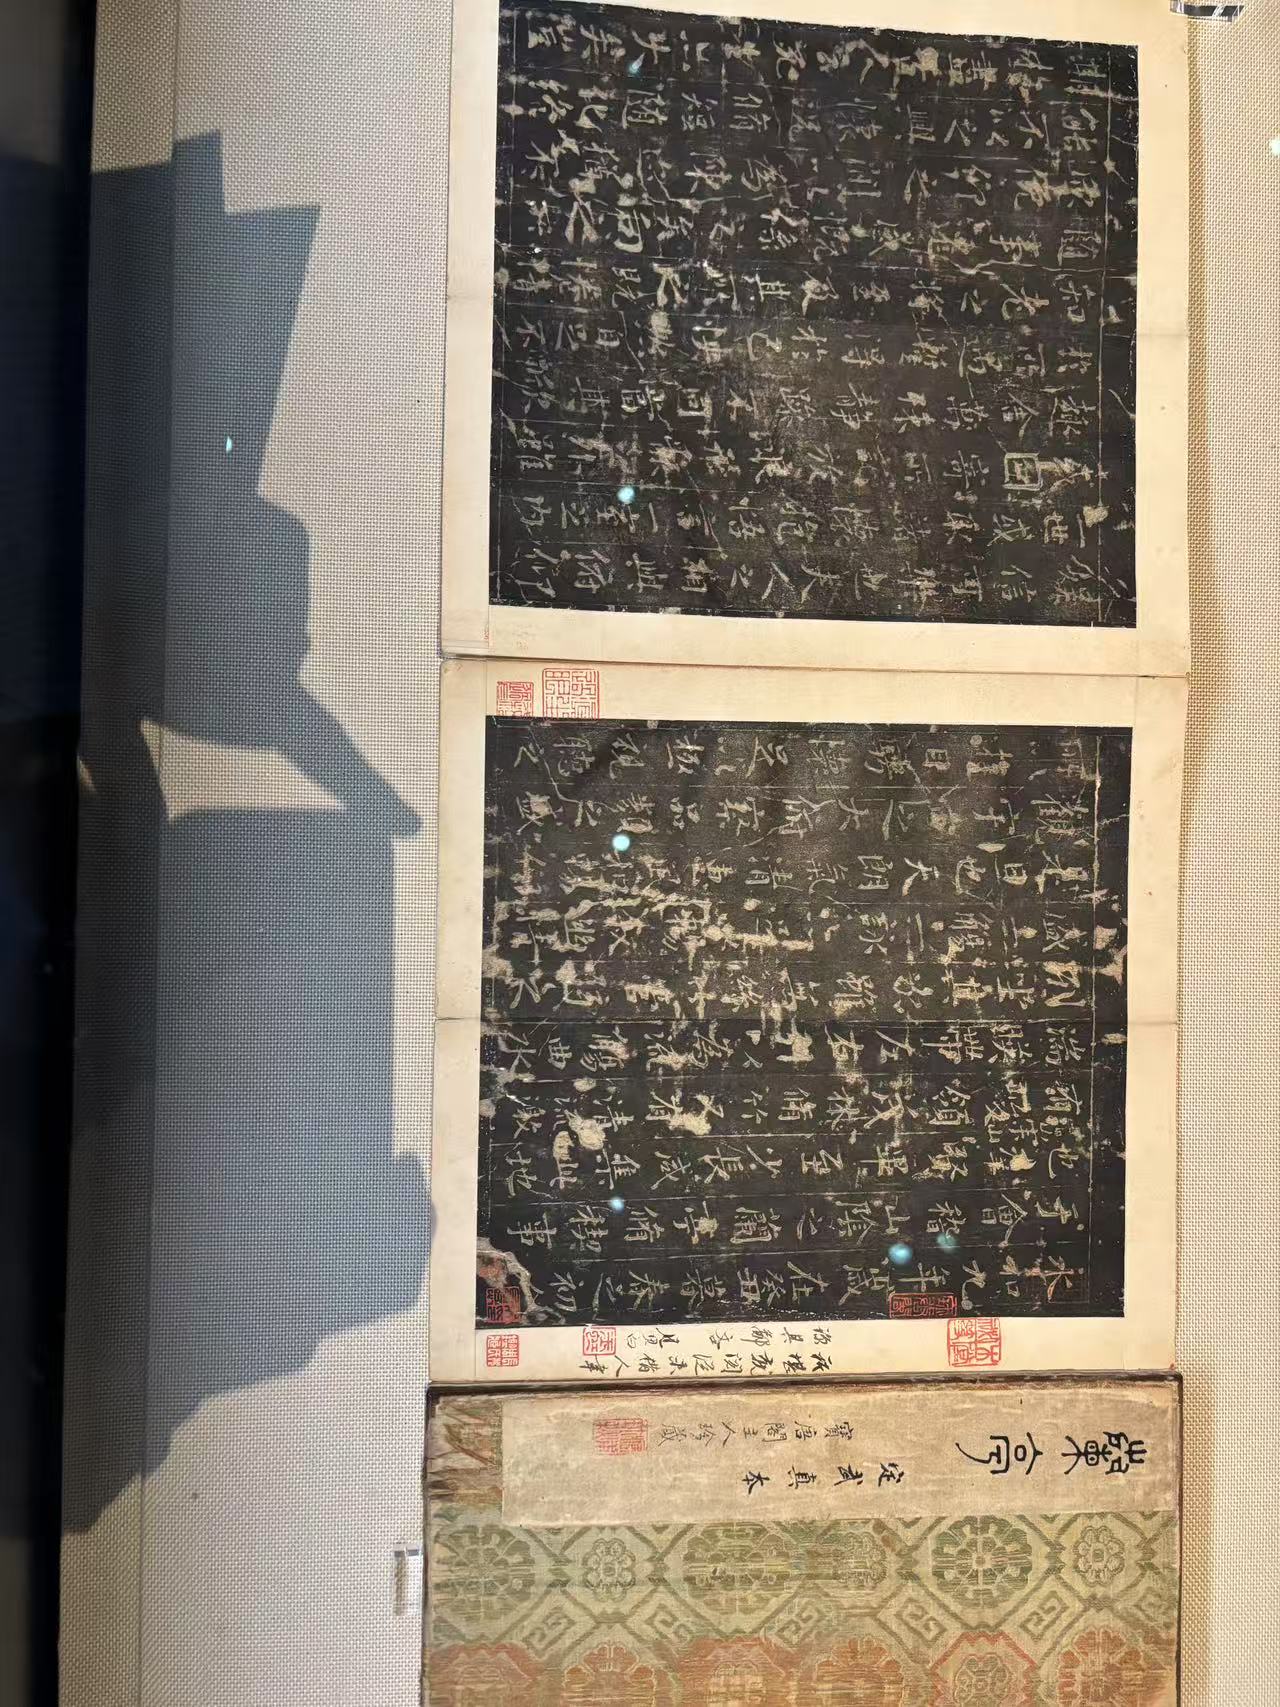 蘭亭
定武真本
寶唐閣主人珍藏
永和九年歲在癸丑暮春之初
于會稽山陰之蘭亭脩稧事
也羣賢畢至少長咸集此地
有崇山峻領茂林脩竹又有清流激
湍暎帶左右引以為流觴曲水
列坐其次雖無絲竹管弦之
盛一觴一詠亦足以暢叙幽情
是日也天朗氣清惠風和暢仰
觀宇宙之大俯察品類之盛
所以遊目騁懷足以極視聽之
娛信可樂也夫人之相與俯仰
一世或取諸懷抱悟言一室之內
或因寄所託放浪形骸之外雖
趣舍萬殊靜躁不同當其欣
於所遇暫得於己怏然自足不
知老之將至及其所之既惓情
隨事遷感慨係之矣向之所
欣俛仰之閒以為陳迹猶不
能不以之興懷況脩短隨化終
期於盡古人云死生亦大矣豈